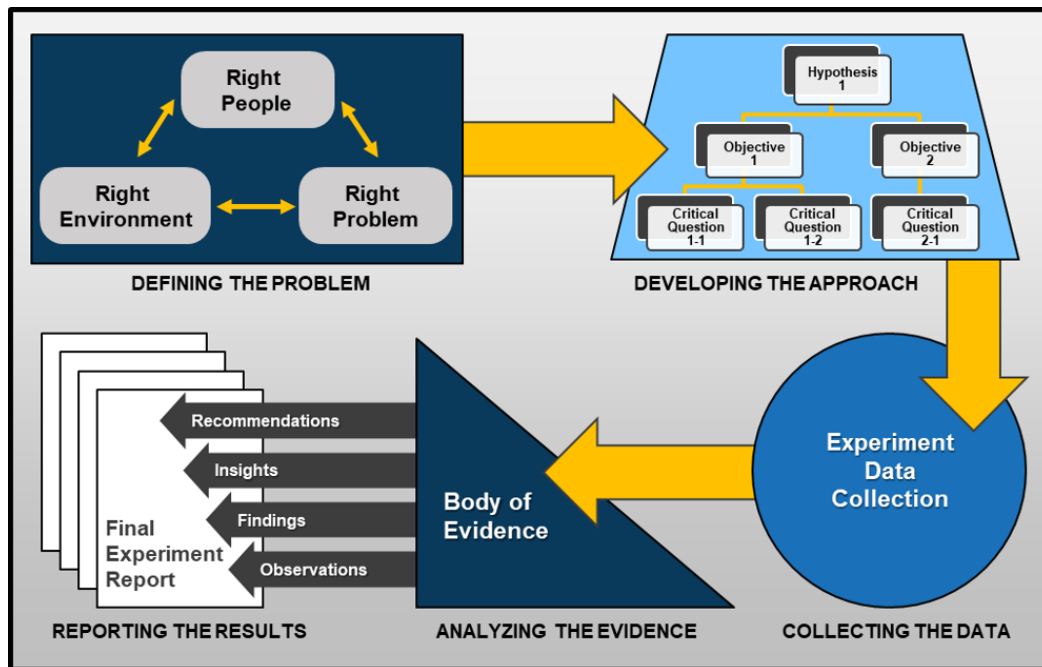 Right
People
Right
Environment
Right
Problem
DEFINING THE PROBLEM
Hypothesis
1
Objective
1
Objective
2
Critical
Question
1-1
Critical
Question
1-2
Critical
Question
2-1
DEVELOPING THE APPROACH
Experiment
Data
Collection
COLLECTING THE DATA
Body of
Evidence
ANALYZING THE EVIDENCE
Recommendations
Insights
Findings
Observations
Final
Experiment
Report
REPORTING THE RESULTS